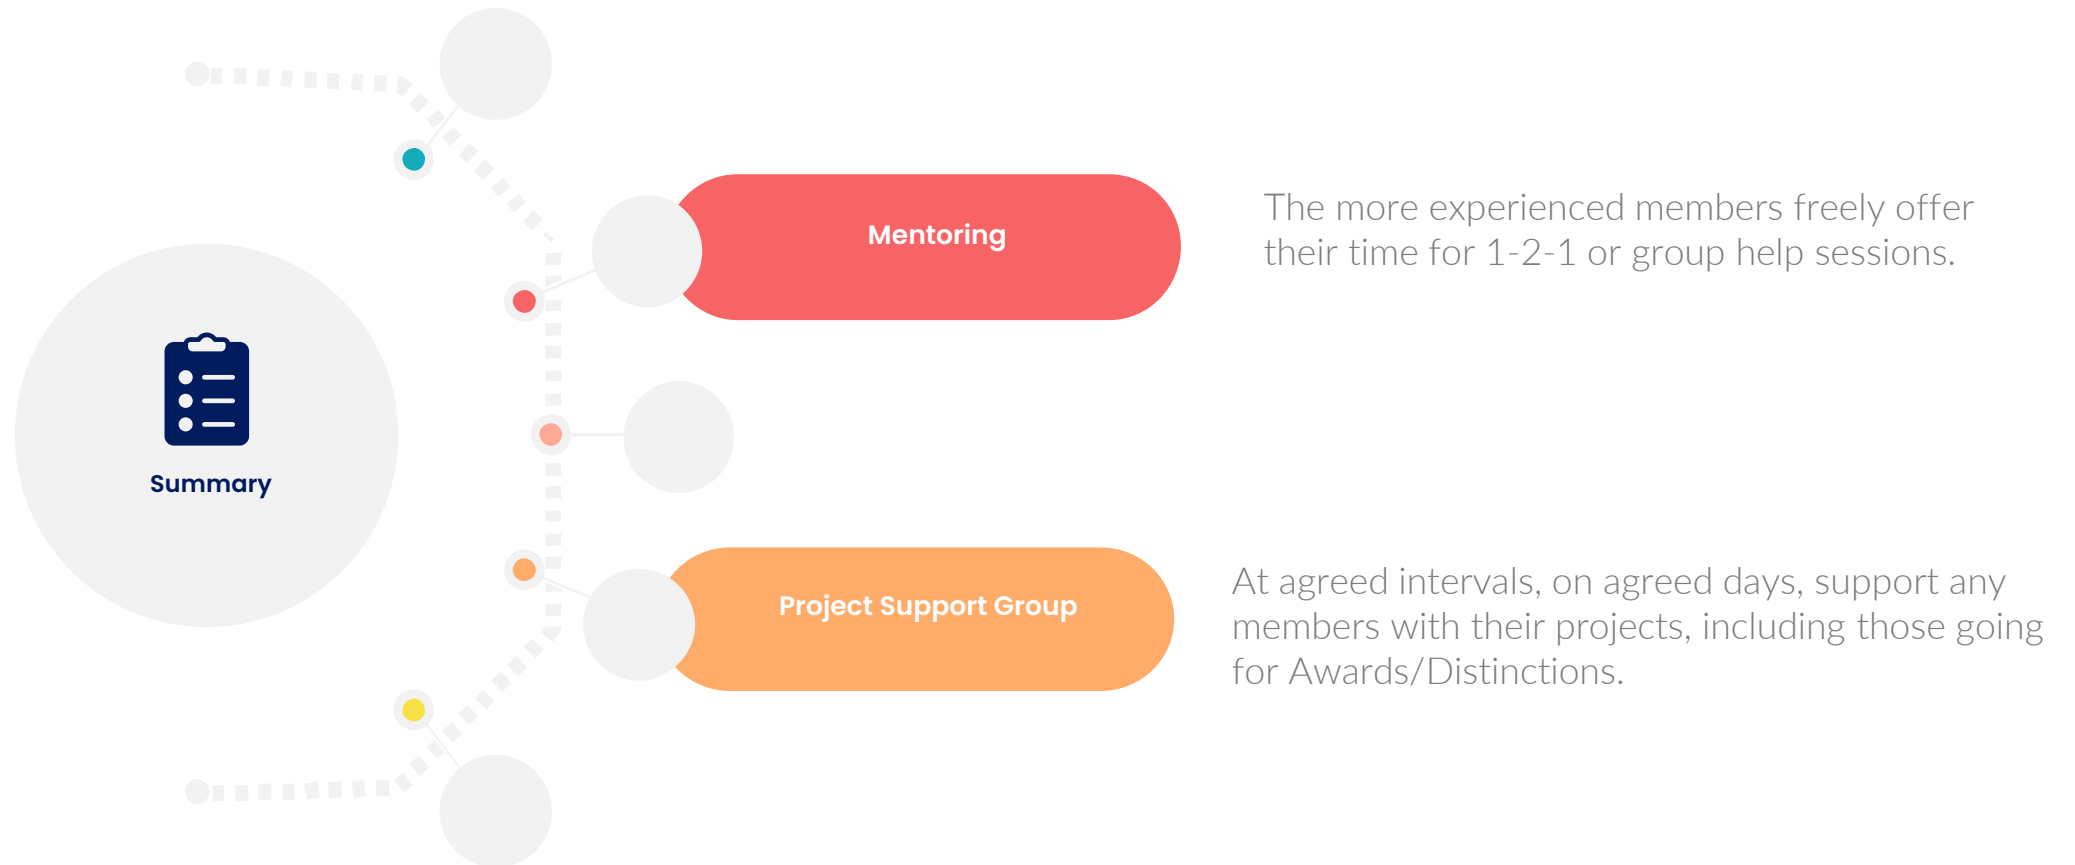 Summary
Mentoring
The more experienced members freely offer
their time for 1-2-1 or group help sessions.
Project Support Group
At agreed intervals, on agreed days, support any
members with their projects, including those going
for Awards/Distinctions.